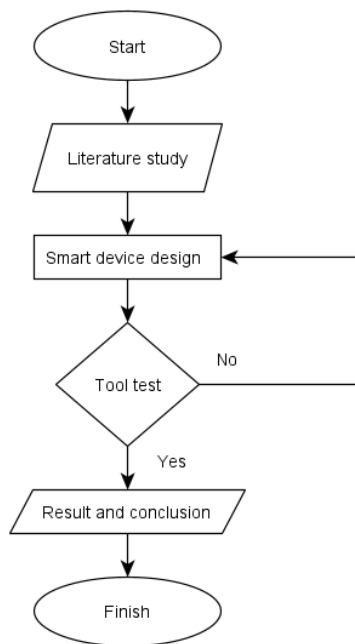 Start
Literature study
Smart device design
Tool test
No
Yes
Result and conclusion
Finish